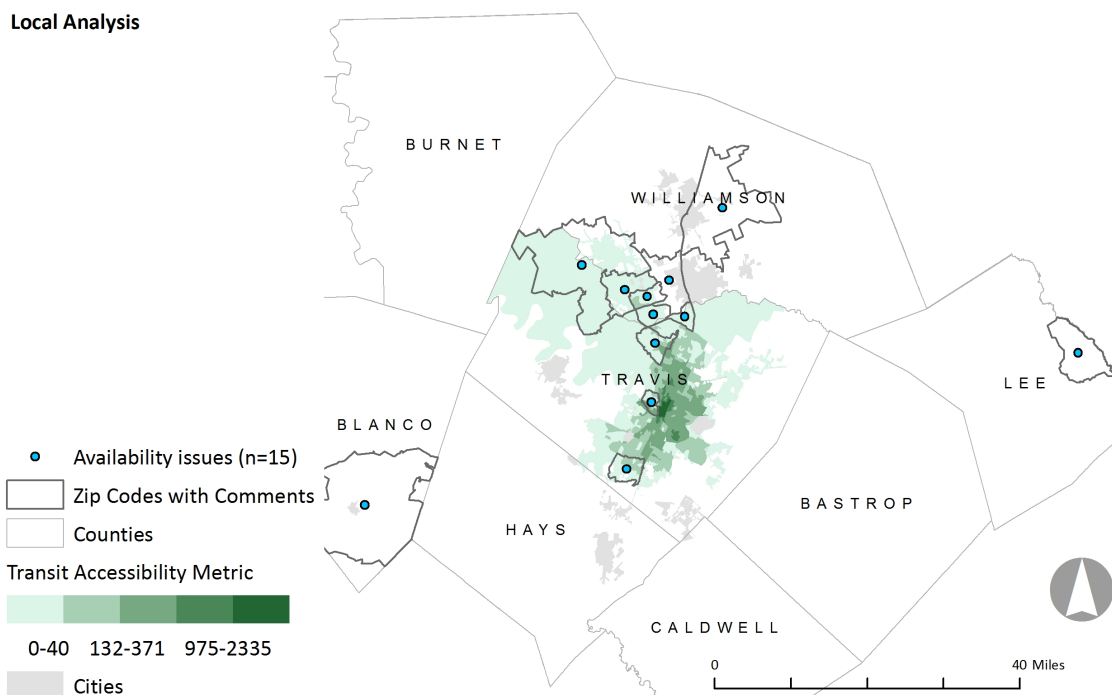 Local Analysis
BURNET
WILLIAMSON
TRAVIS
LEE
BLANCO
BASTROP
HAYS
CALDWELL
Availability issues (n=15)
Zip Codes with Comments
Counties
Transit Accessibility Metric
0-40 132-371 975-2335
Cities
0 40 Miles